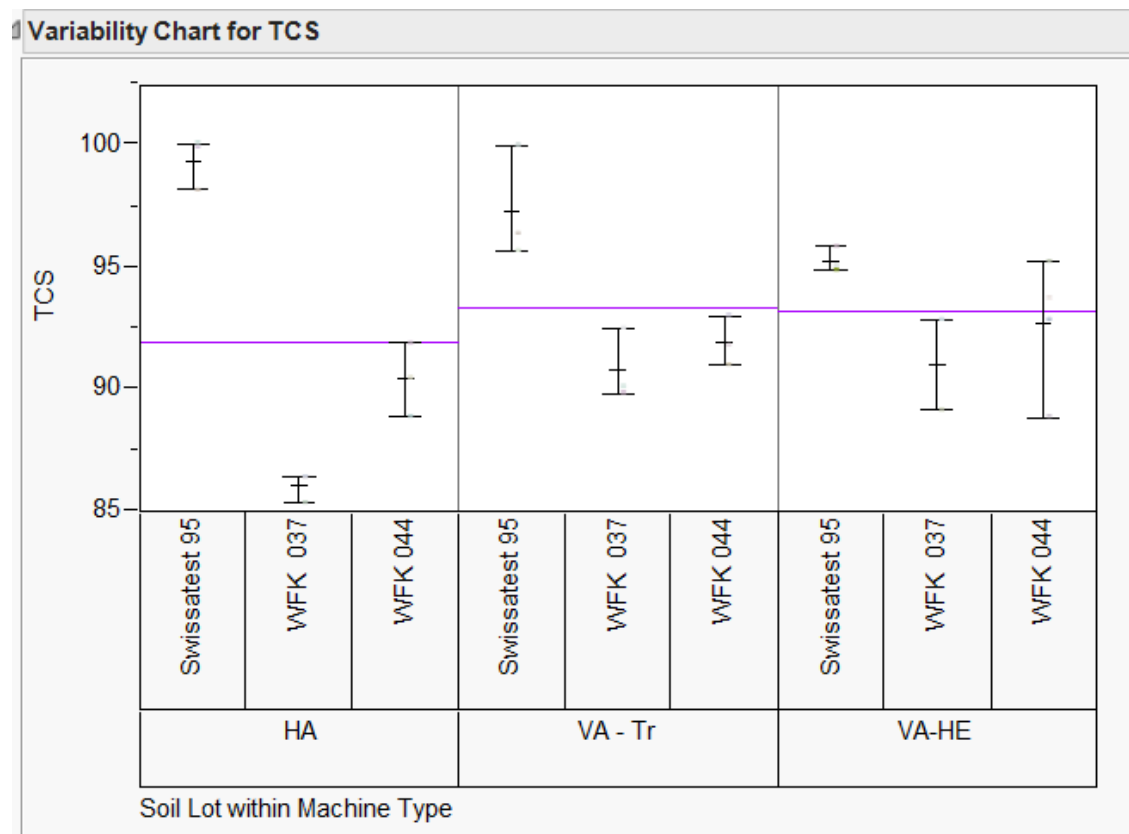 Variability Chart for TCS
TCS
100
95
90
85
Swissatest 95
WFK  037
WFK 044
Swissatest 95
WFK  037
WFK 044
Swissatest 95
WFK  037
WFK 044
HA
VA - Tr
VA-HE
Soil Lot within Machine Type